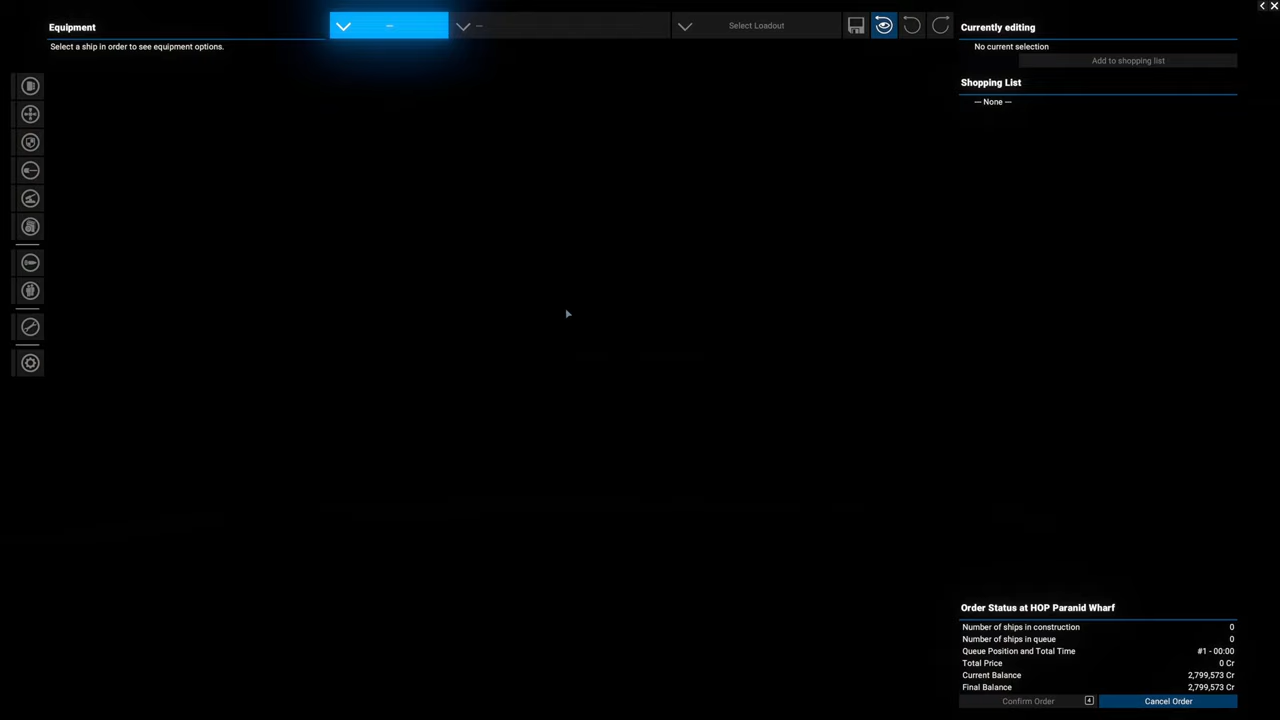 Equipment
Select a ship in order to see equipment options.
—
—
Select Loadout
Currently editing
No current selection
Add to shopping list
Shopping List
— None —
Order Status at HOP Paranid Wharf
Number of ships in construction 0
Number of ships in queue 0
Queue Position and Total Time #1 - 00:00
Total Price 0 Cr
Current Balance 2,799,573 Cr
Final Balance 2,799,573 Cr
Confirm Order
Cancel Order